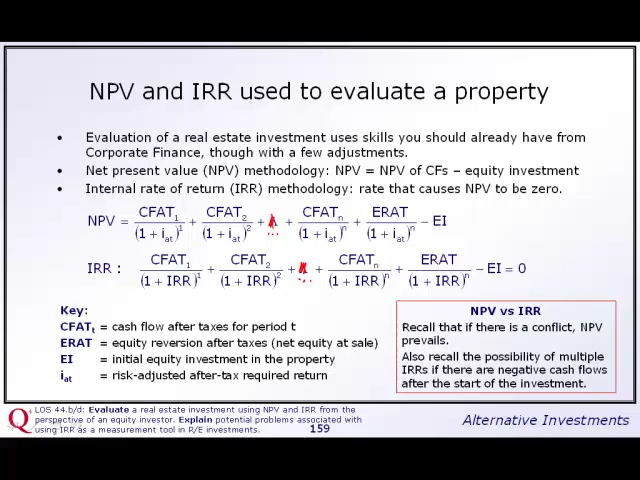 NPV and IRR used to evaluate a property
• Evaluation of a real estate investment uses skills you should already have from
Corporate Finance, though with a few adjustments.
• Net present value (NPV) methodology: NPV = NPV of CFs – equity investment
• Internal rate of return (IRR) methodology: rate that causes NPV to be zero.
NPV = CFAT₁/(1 + i_at)¹ + CFAT₂/(1 + i_at)² + ... + CFATₙ/(1 + i_at)ⁿ + ERAT/(1 + i_at)ⁿ − EI
IRR : CFAT₁/(1 + IRR)¹ + CFAT₂/(1 + IRR)² + ... + CFATₙ/(1 + IRR)ⁿ + ERAT/(1 + IRR)ⁿ − EI = 0
Key:
CFATt = cash flow after taxes for period t
ERAT = equity reversion after taxes (net equity at sale)
EI = initial equity investment in the property
iat = risk-adjusted after-tax required return
NPV vs IRR
Recall that if there is a conflict, NPV
prevails.
Also recall the possibility of multiple
IRRs if there are negative cash flows
after the start of the investment.
Q
LOS 44.b/d: Evaluate a real estate investment using NPV and IRR from the
perspective of an equity investor. Explain potential problems associated with
using IRR as a measurement tool in R/E investments.
159
Alternative Investments